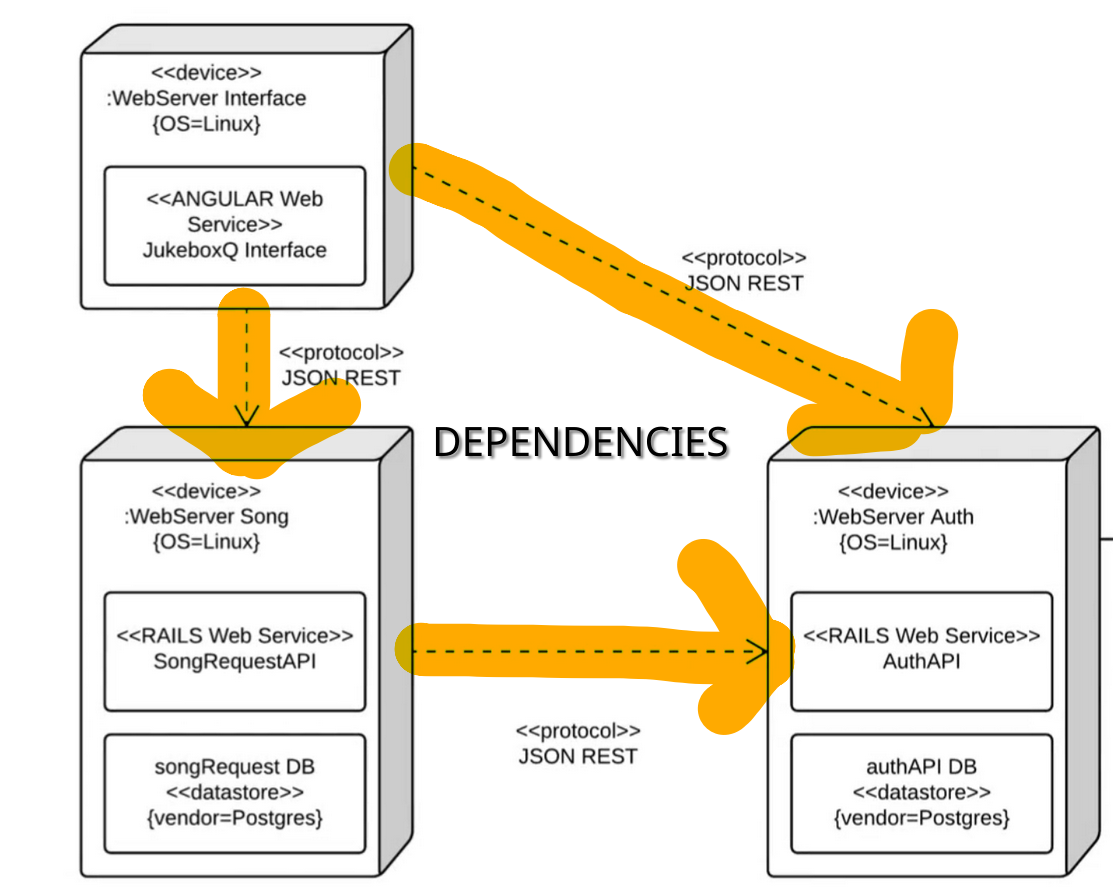 <<device>>
:WebServer Interface
{OS=Linux}
<<ANGULAR Web
Service>>
JukeboxQ Interface
<<protocol>>
JSON REST
<<protocol>>
JSON REST
DEPENDENCIES
<<device>>
:WebServer Song
{OS=Linux}
<<RAILS Web Service>>
SongRequestAPI
songRequest DB
<<datastore>>
{vendor=Postgres}
<<protocol>>
JSON REST
<<device>>
:WebServer Auth
{OS=Linux}
<<RAILS Web Service>>
AuthAPI
authAPI DB
<<datastore>>
{vendor=Postgres}